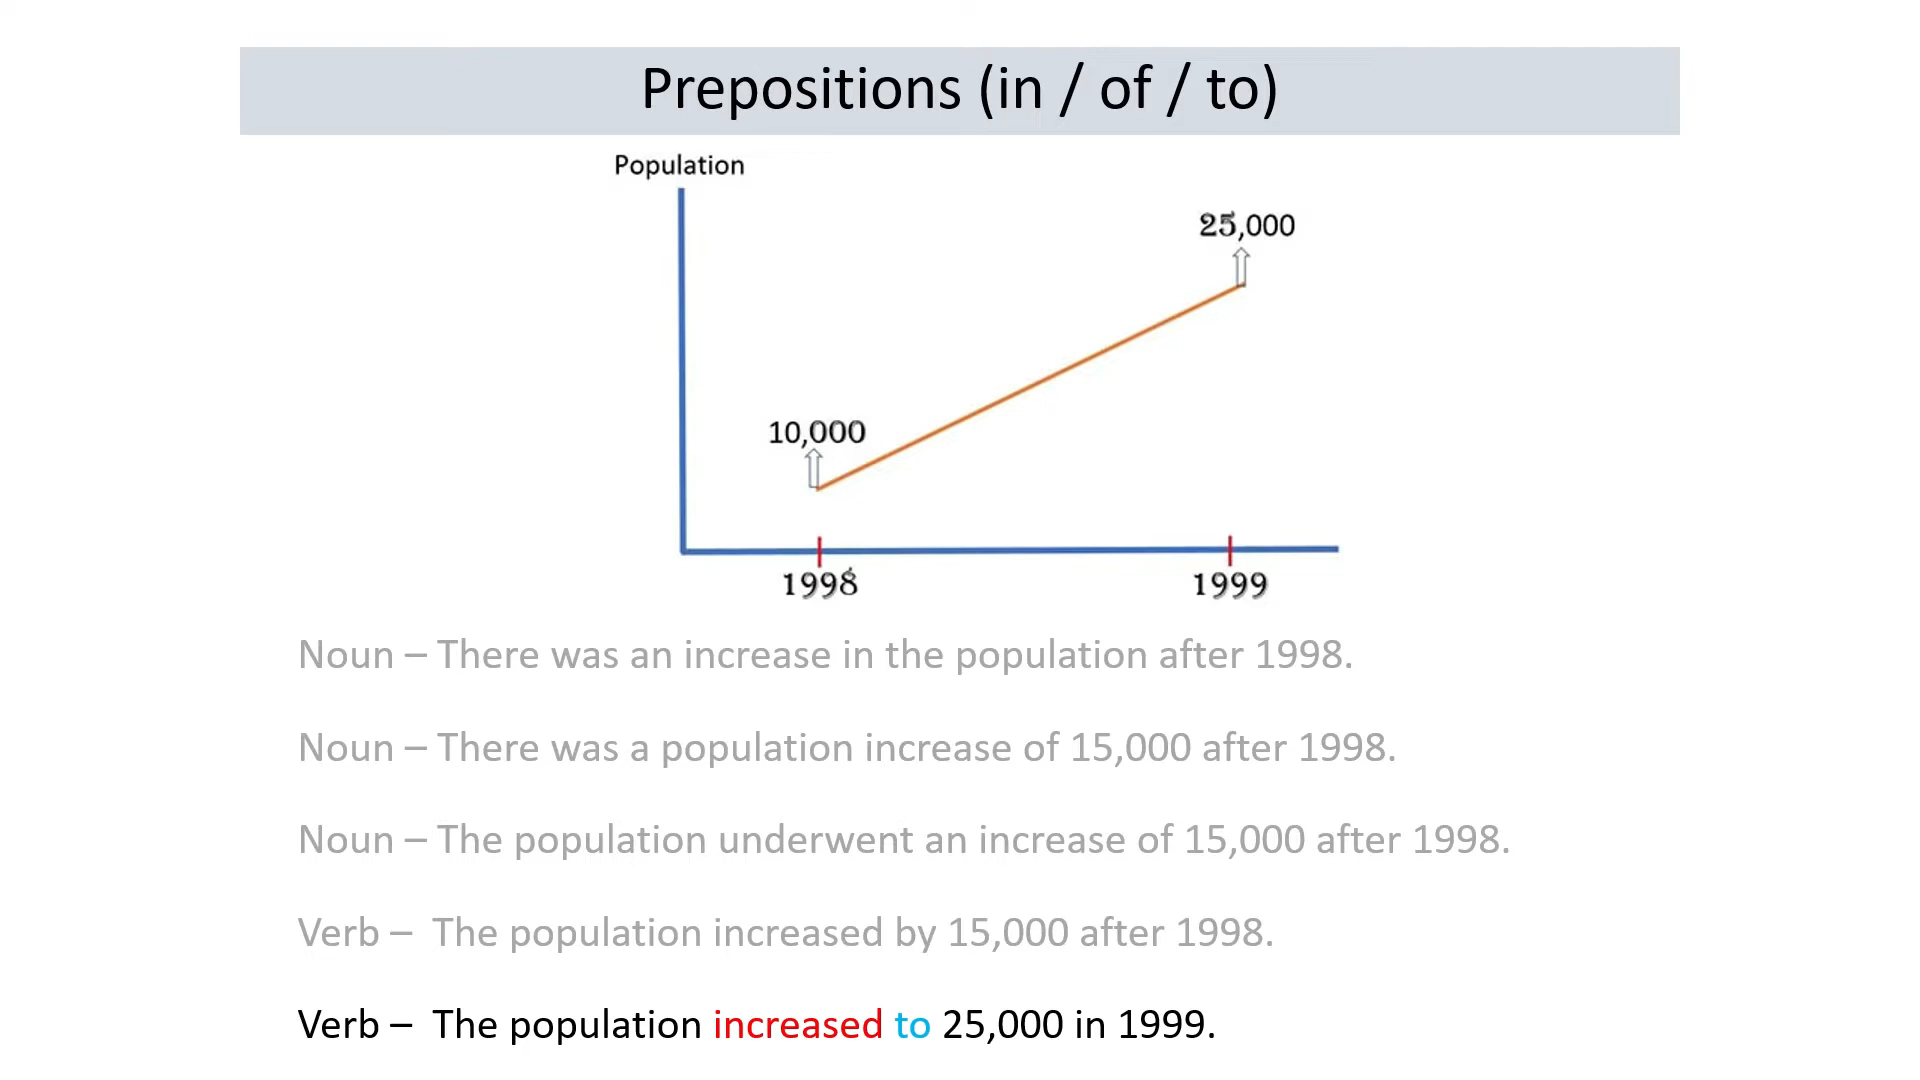 Prepositions (in / of / to)
Population
25,000
10,000
1998
1999
Noun – There was an increase in the population after 1998.
Noun – There was a population increase of 15,000 after 1998.
Noun – The population underwent an increase of 15,000 after 1998.
Verb – The population increased by 15,000 after 1998.
Verb – The population increased to 25,000 in 1999.